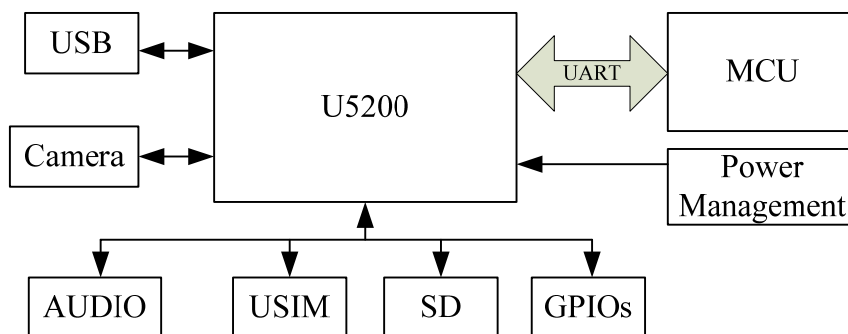 USB
U5200
UART
MCU
Camera
Power
Management
AUDIO
USIM
SD
GPIOs